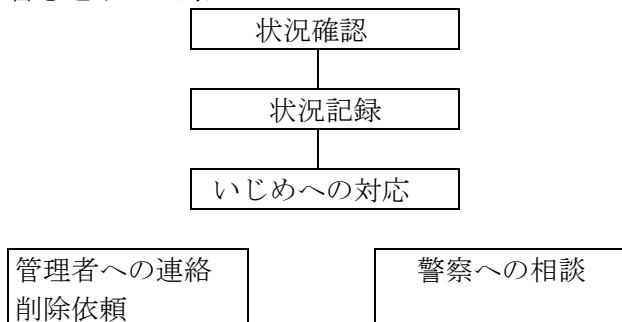 状況確認
状況記録
いじめへの対応
管理者への連絡
削除依頼
警察への相談